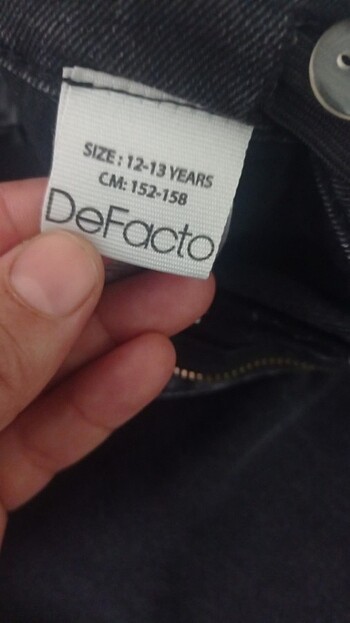 SIZE : 12-13 YEARS
CM: 152-158
DeFacto